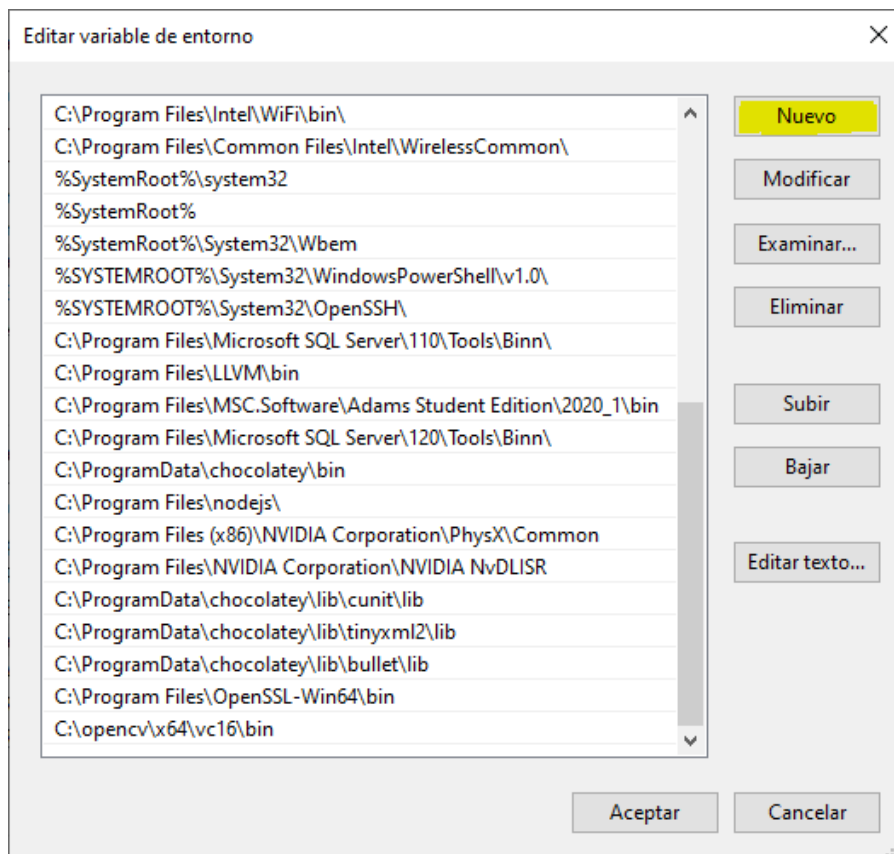 Editar variable de entorno
C:\Program Files\Intel\WiFi\bin\
C:\Program Files\Common Files\Intel\WirelessCommon\
%SystemRoot%\system32
%SystemRoot%
%SystemRoot%\System32\Wbem
%SYSTEMROOT%\System32\WindowsPowerShell\v1.0\
%SYSTEMROOT%\System32\OpenSSH\
C:\Program Files\Microsoft SQL Server\110\Tools\Binn\
C:\Program Files\LLVM\bin
C:\Program Files\MSC.Software\Adams Student Edition\2020_1\bin
C:\Program Files\Microsoft SQL Server\120\Tools\Binn\
C:\ProgramData\chocolatey\bin
C:\Program Files\nodejs\
C:\Program Files (x86)\NVIDIA Corporation\PhysX\Common
C:\Program Files\NVIDIA Corporation\NVIDIA NvDLISR
C:\ProgramData\chocolatey\lib\cunit\lib
C:\ProgramData\chocolatey\lib\tinyxml2\lib
C:\ProgramData\chocolatey\lib\bullet\lib
C:\Program Files\OpenSSL-Win64\bin
C:\opencv\x64\vc16\bin
Nuevo
Modificar
Examinar...
Eliminar
Subir
Bajar
Editar texto...
Aceptar
Cancelar